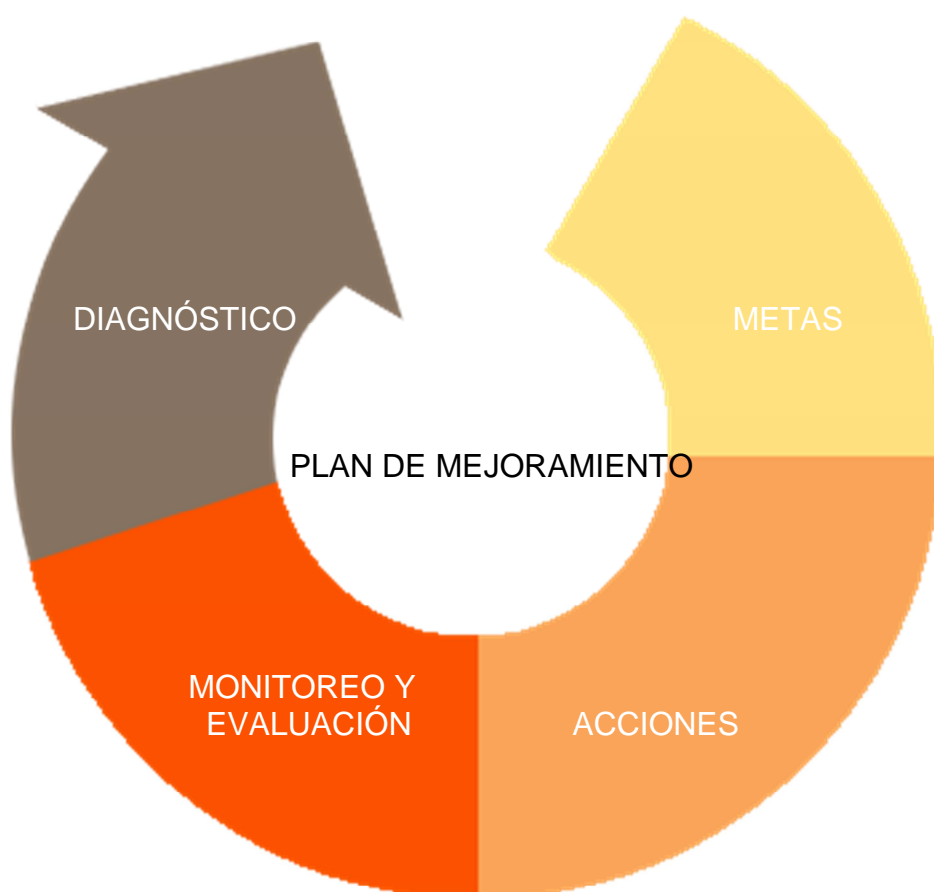 DIAGNÓSTICO
METAS
PLAN DE MEJORAMIENTO
MONITOREO Y
EVALUACIÓN
ACCIONES